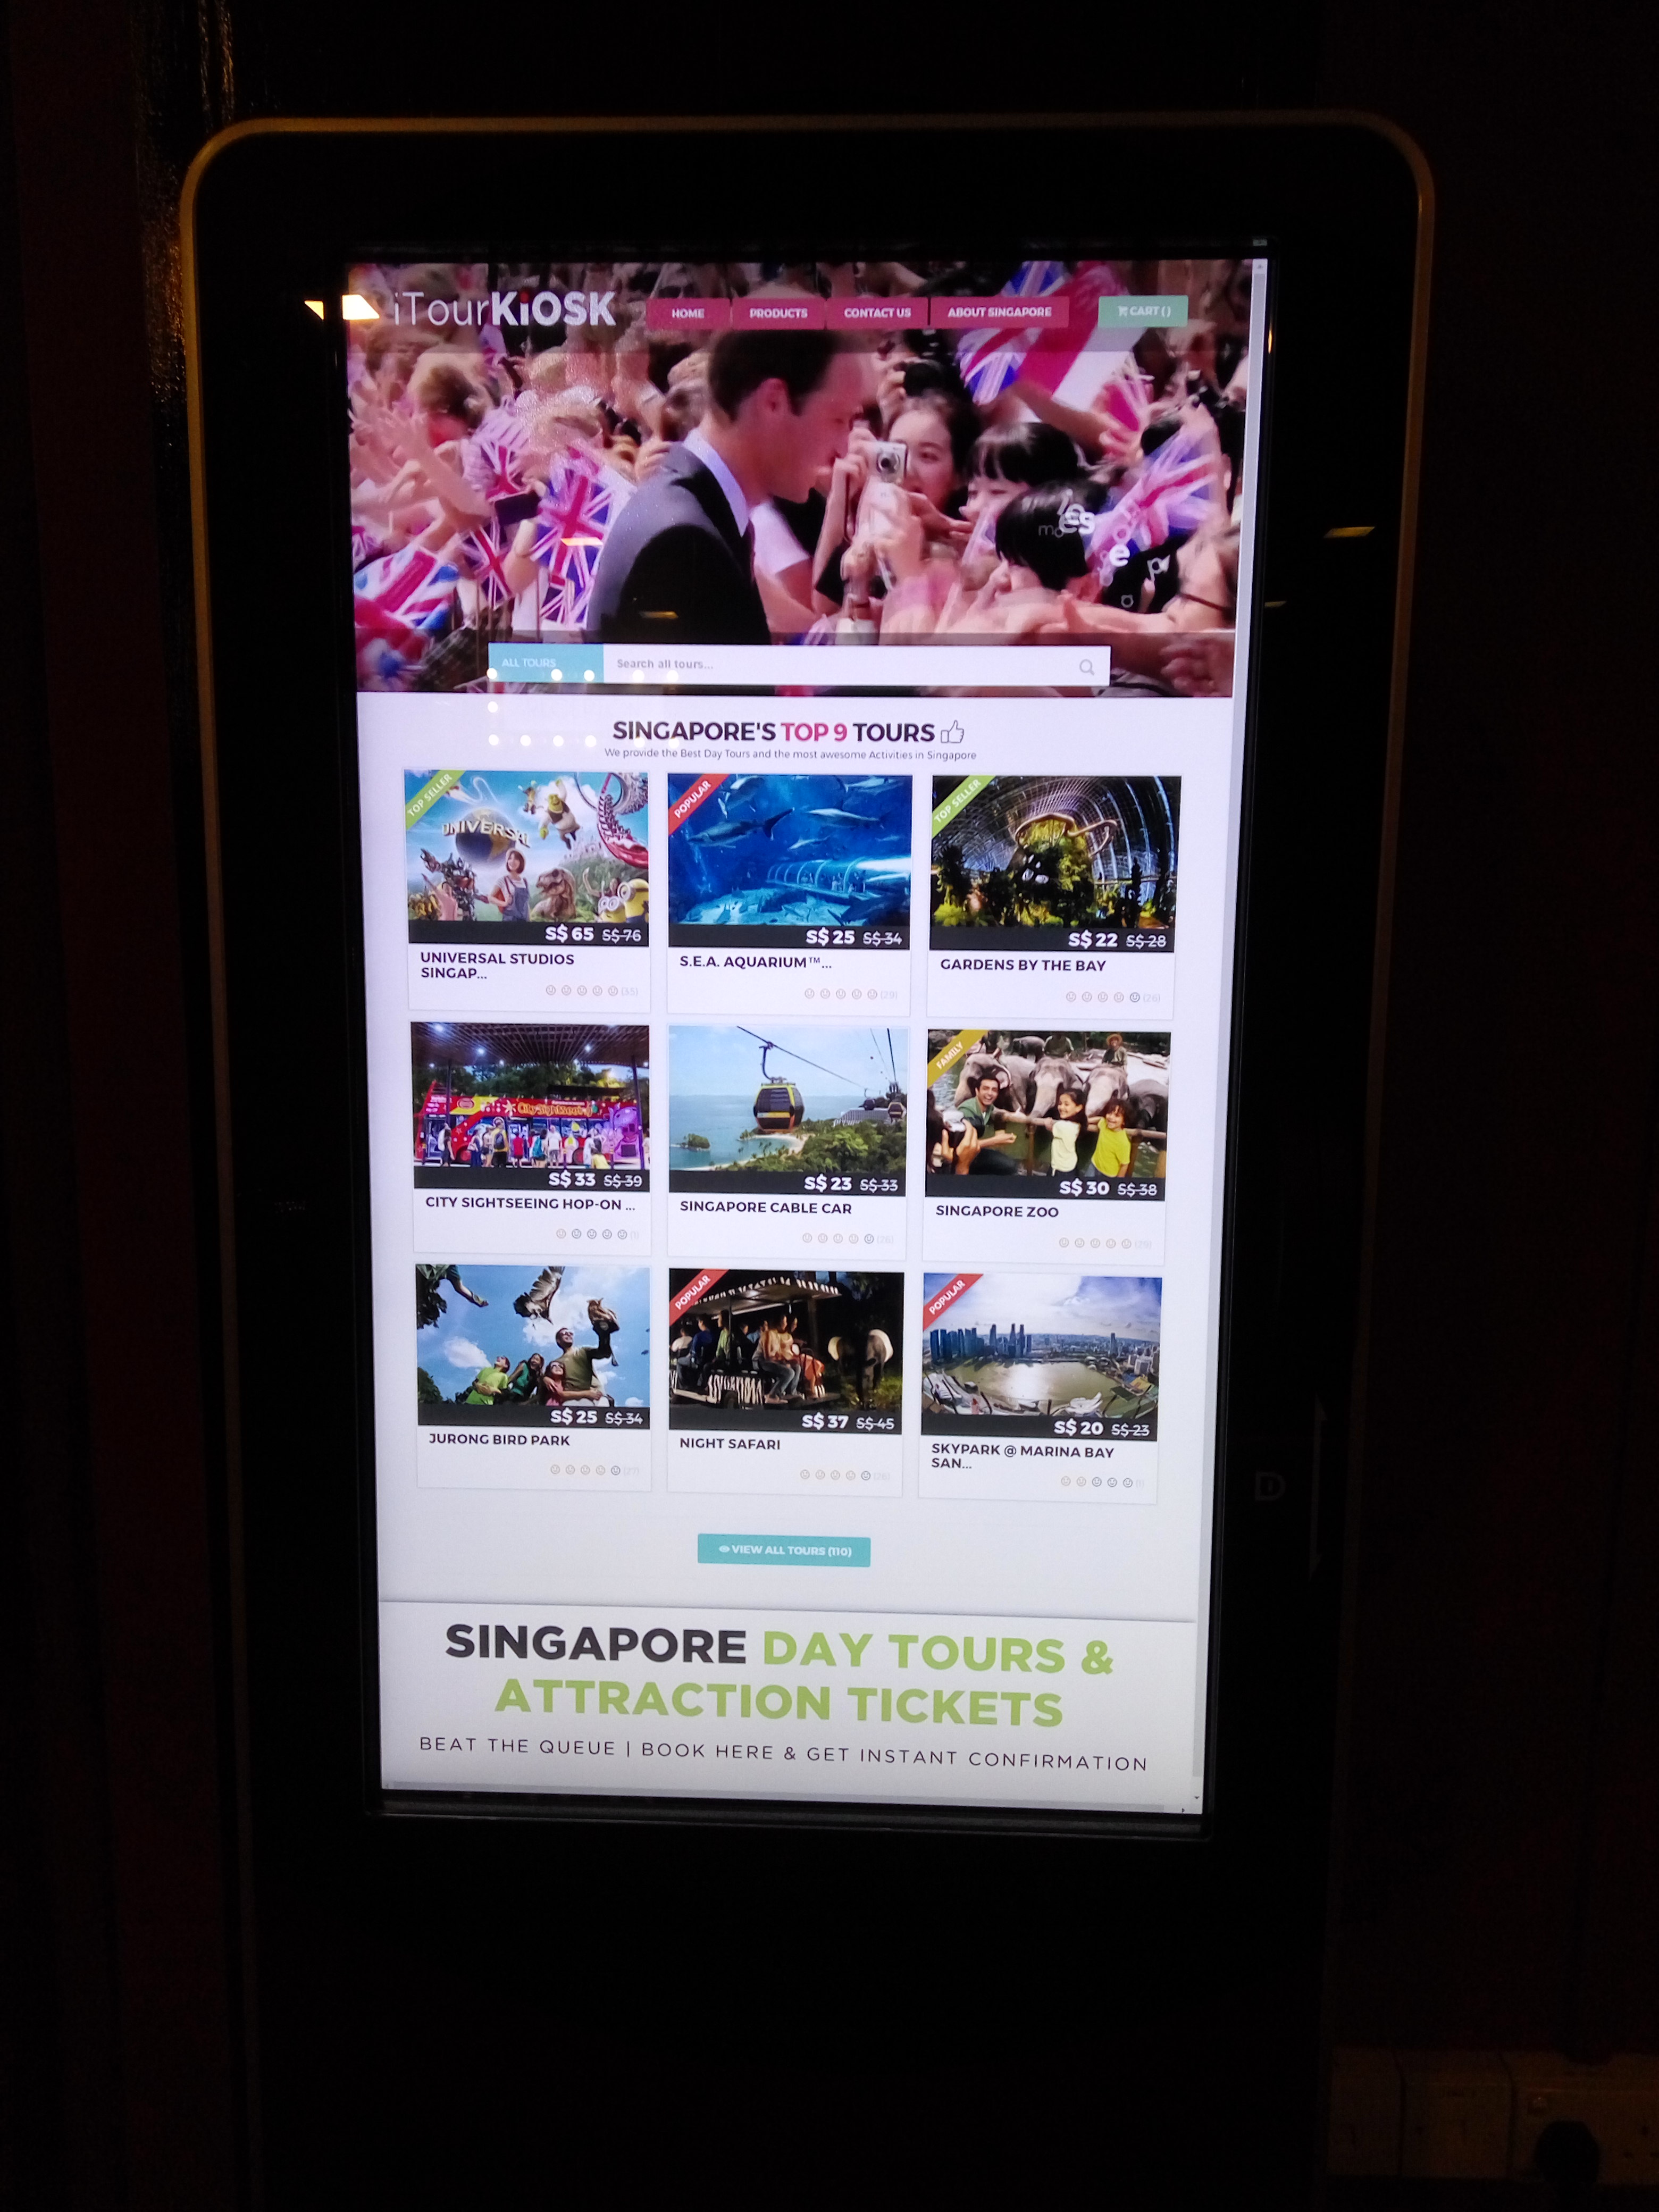 iTourKiOSK
HOME PRODUCTS CONTACT US ABOUT SINGAPORE CART ()
ALL TOURS Search all tours...
SINGAPORE'S TOP 9 TOURS
We provide the Best Day Tours and the most awesome Activities in Singapore
TOP SELLER
UNIVERSAL
S$ 65 S$ 76
UNIVERSAL STUDIOS
SINGAP...
(35)
POPULAR
S$ 25 S$ 34
S.E.A. AQUARIUM™...
(29)
TOP SELLER
S$ 22 S$ 28
GARDENS BY THE BAY
(26)
City Sightseeing
S$ 33 S$ 39
CITY SIGHTSEEING HOP-ON ...
(1)
S$ 23 S$ 33
SINGAPORE CABLE CAR
FAMILY
S$ 30 S$ 38
SINGAPORE ZOO
S$ 25 S$ 34
JURONG BIRD PARK
POPULAR
S$ 37 S$ 45
NIGHT SAFARI
POPULAR
S$ 20 S$ 23
SKYPARK @ MARINA BAY
SAN...
VIEW ALL TOURS (110)
SINGAPORE DAY TOURS &
ATTRACTION TICKETS
BEAT THE QUEUE | BOOK HERE & GET INSTANT CONFIRMATION